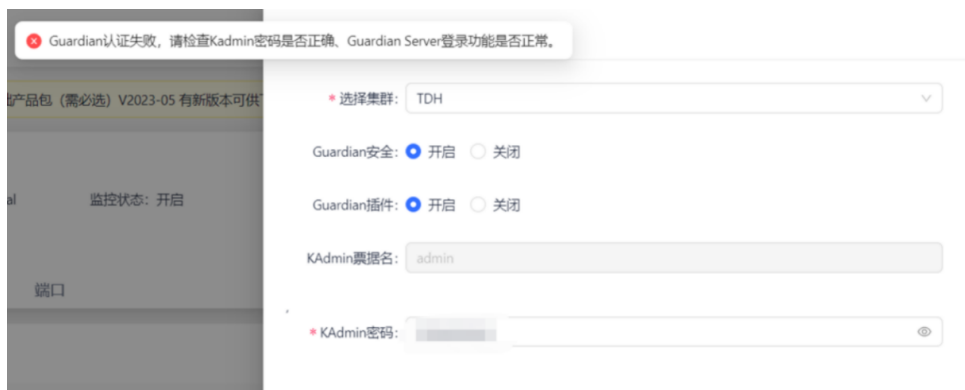 Guardian认证失败，请检查Kadmin密码是否正确、Guardian Server登录功能是否正常。
产品包（需必选）V2023-05 有新版本可供
* 选择集群： TDH
Guardian安全： 开启 关闭
al 监控状态：开启
Guardian插件： 开启 关闭
KAdmin票据名： admin
端口
* KAdmin密码：